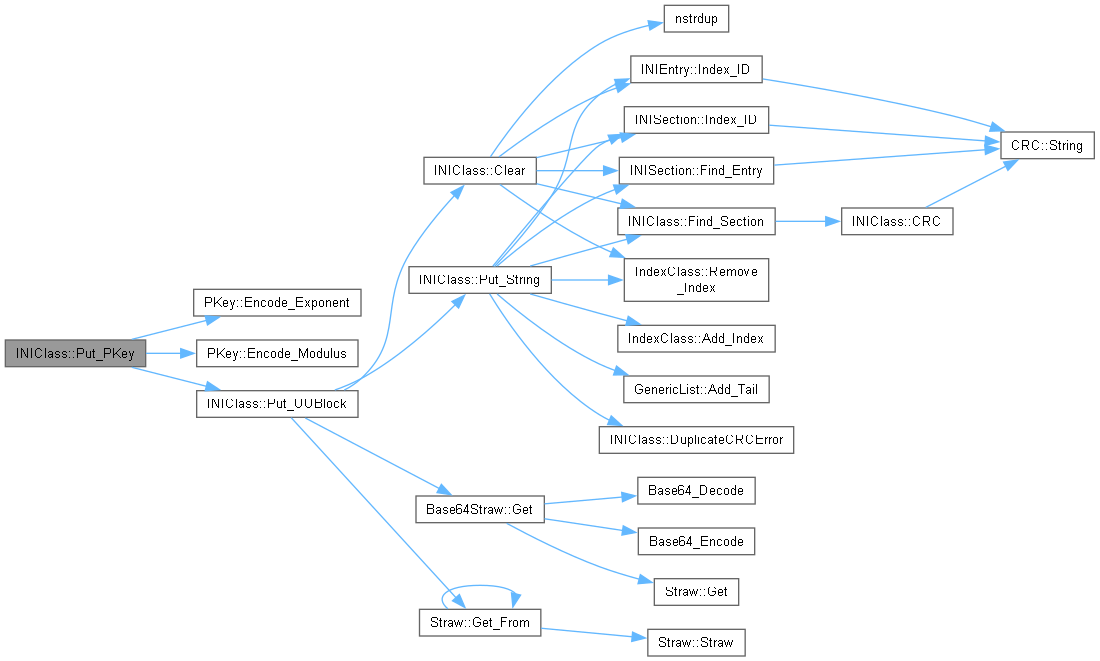 nstrdup
INIEntry::Index_ID
INISection::Index_ID
CRC::String
INIClass::Clear
INISection::Find_Entry
INIClass::Find_Section
INIClass::CRC
INIClass::Put_String
IndexClass::Remove
_Index
PKey::Encode_Exponent
IndexClass::Add_Index
INIClass::Put_PKey
PKey::Encode_Modulus
GenericList::Add_Tail
INIClass::Put_UUBlock
INIClass::DuplicateCRCError
Base64_Decode
Base64Straw::Get
Base64_Encode
Straw::Get
Straw::Get_From
Straw::Straw